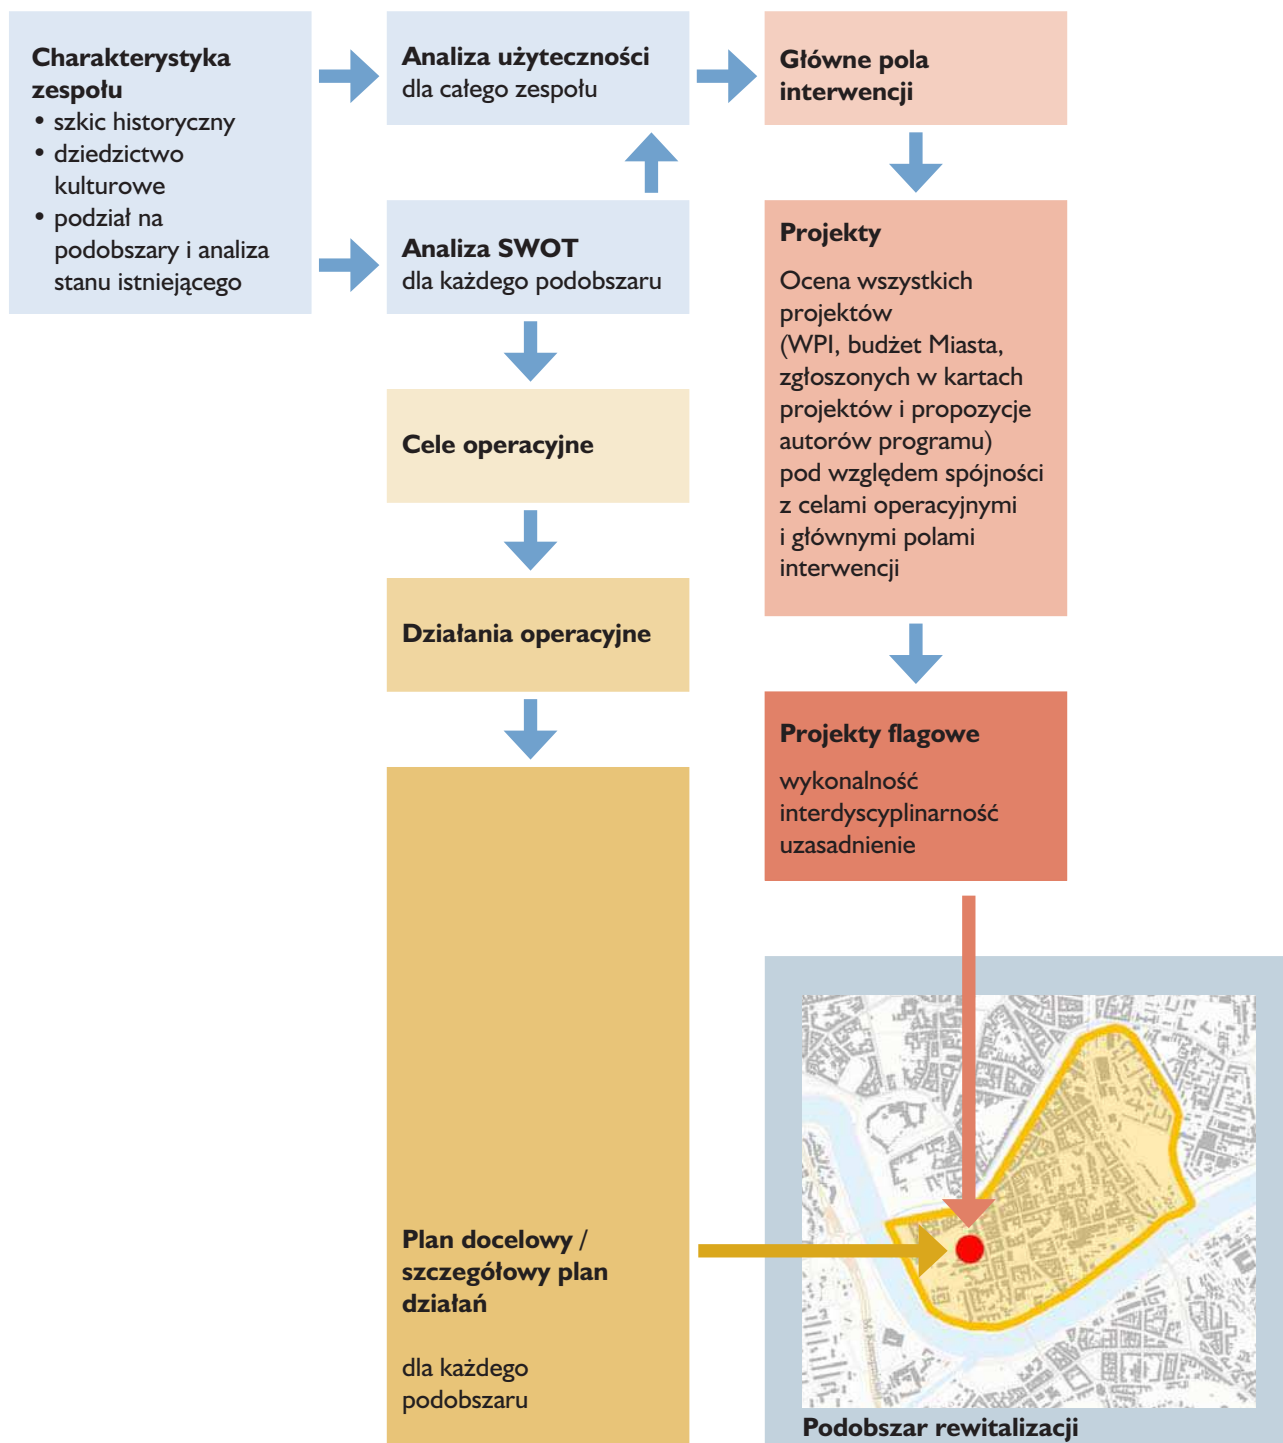 Charakterystyka
zespołu
• szkic historyczny
• dziedzictwo
kulturowe
• podział na
podobszary i analiza
stanu istniejącego
Analiza użyteczności
dla całego zespołu
Główne pola
interwencji
Analiza SWOT
dla każdego podobszaru
Cele operacyjne
Działania operacyjne
Plan docelowy /
szczegółowy plan
działań
dla każdego
podobszaru
Projekty
Ocena wszystkich
projektów
(WPI, budżet Miasta,
zgłoszonych w kartach
projektów i propozycje
autorów programu)
pod względem spójności
z celami operacyjnymi
i głównymi polami
interwencji
Projekty flagowe
wykonalność
interdyscyplinarność
uzasadnienie
Podobszar rewitalizacji